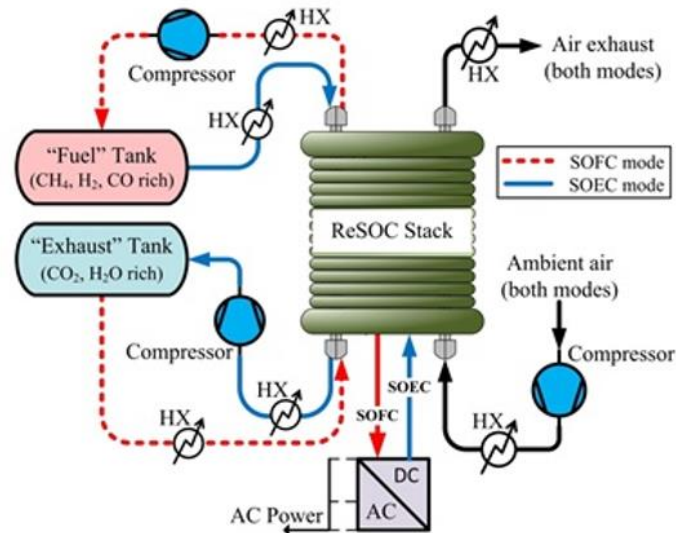 HX
Compressor
HX
Air exhaust
(both modes)
HX
"Fuel" Tank
(CH₄, H₂, CO rich)
SOFC mode
SOEC mode
ReSOC Stack
"Exhaust" Tank
(CO₂, H₂O rich)
Ambient air
(both modes)
Compressor
Compressor
HX
HX
HX
SOFC
SOEC
DC
AC
AC Power